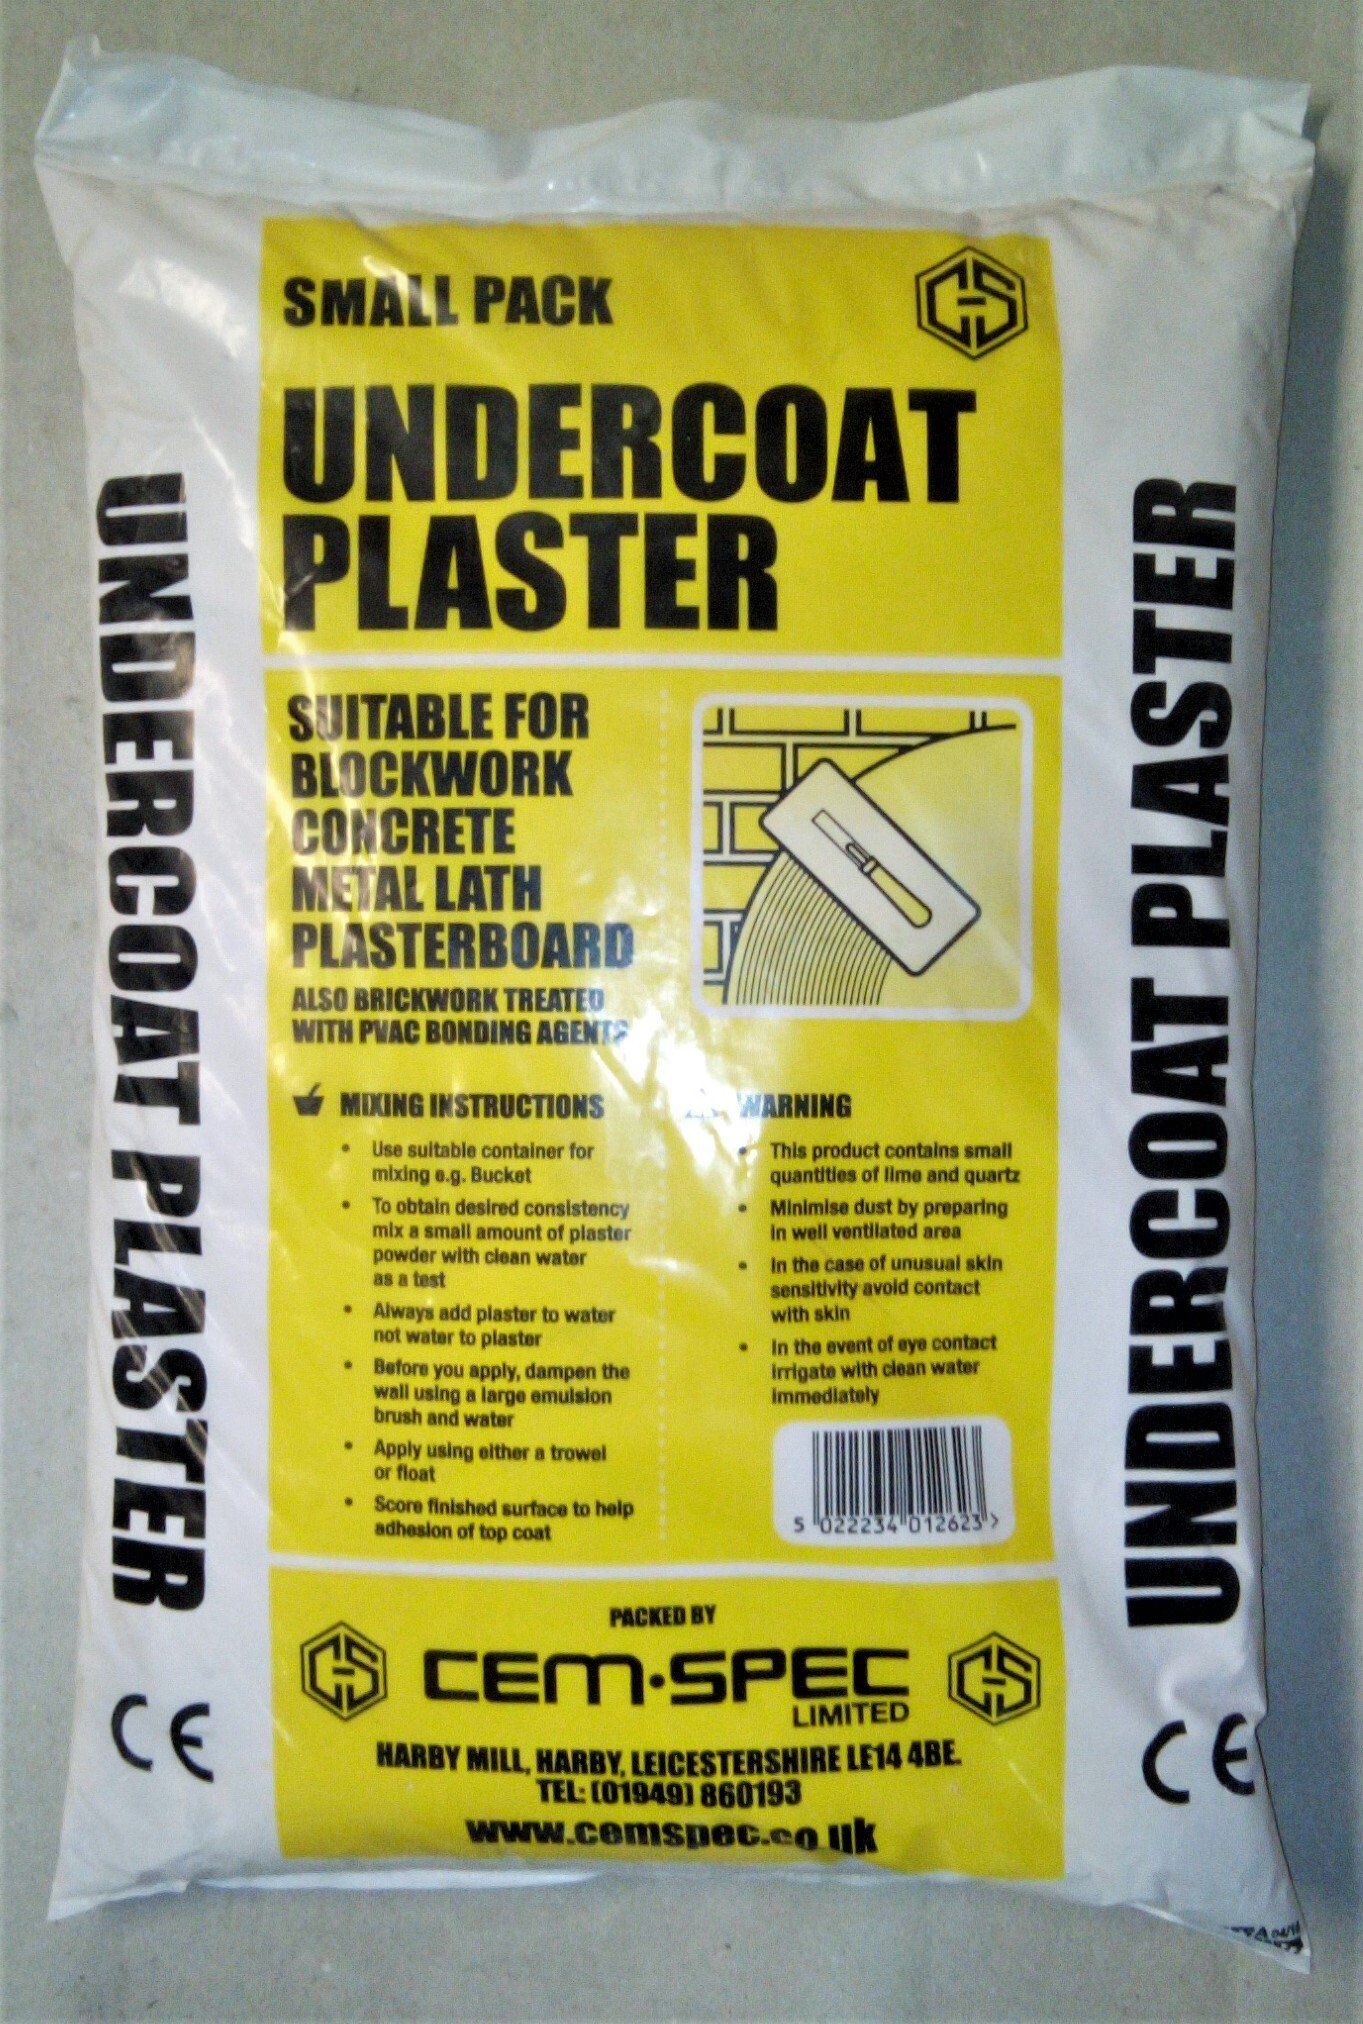 SMALL PACK
CS
UNDERCOAT
PLASTER
UNDERCOAT PLASTER
UNDERCOAT PLASTER
SUITABLE FOR
BLOCKWORK
CONCRETE
METAL LATH
PLASTERBOARD
ALSO BRICKWORK TREATED
WITH PVAC BONDING AGENTS
MIXING INSTRUCTIONS
• Use suitable container for
mixing e.g. Bucket
• To obtain desired consistency
mix a small amount of plaster
powder with clean water
as a test
• Always add plaster to water
not water to plaster
• Before you apply, dampen the
wall using a large emulsion
brush and water
• Apply using either a trowel
or float
• Score finished surface to help
adhesion of top coat
WARNING
• This product contains small
quantities of lime and quartz
• Minimise dust by preparing
in well ventilated area
• In the case of unusual skin
sensitivity avoid contact
with skin
• In the event of eye contact
irrigate with clean water
immediately
5 022234 012623 >
PACKED BY
CS
CEM·SPEC
LIMITED
CS
HARBY MILL, HARBY, LEICESTERSHIRE LE14 4BE.
TEL: (01949) 860193
www.cemspec.co.uk
CE
CE